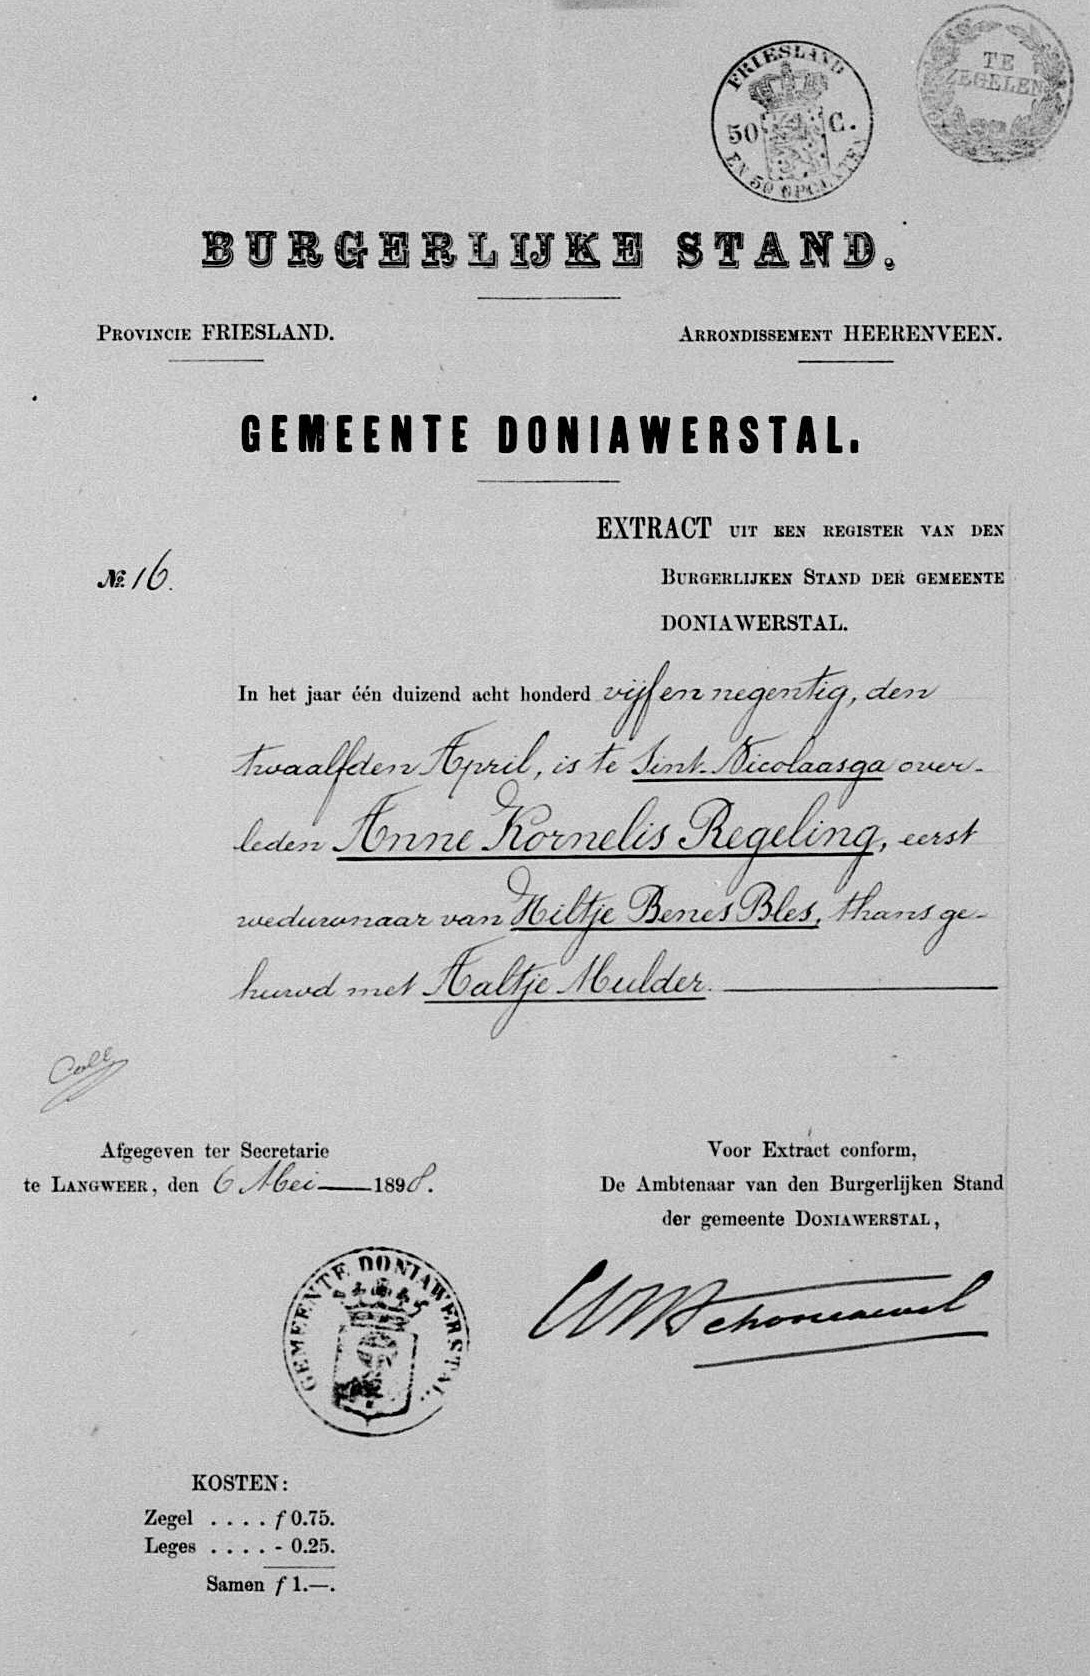 FRIESLAND
50 C.
EN 50 OPCENTEN
TE
ZEGELEN
BURGERLIJKE STAND.
PROVINCIE FRIESLAND.
ARRONDISSEMENT HEERENVEEN.
GEMEENTE DONIAWERSTAL.
EXTRACT UIT EEN REGISTER VAN DEN
No. 16.
BURGERLIJKEN STAND DER GEMEENTE
DONIAWERSTAL.
In het jaar één duizend acht honderd vijf en negentig, den
twaalfden April, is te Sint-Nicolaasga over-
leden Anne Kornelis Regeling, eerst
weduwnaar van Hiltje Benes Bles, thans ge-
huwd met Aaltje Mulder.
Coll
Afgegeven ter Secretarie
te LANGWEER, den 6 Mei 1898.
Voor Extract conform,
De Ambtenaar van den Burgerlijken Stand
der gemeente DONIAWERSTAL,
GEMEENTE DONIAWERSTAL.
KOSTEN:
Zegel .... f 0.75.
Leges .... - 0.25.
Samen f 1.—.